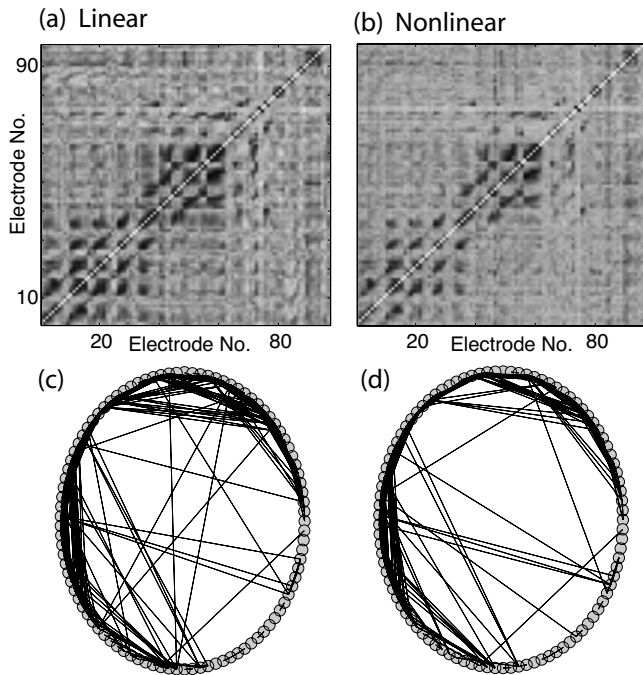 (a) Linear
(b) Nonlinear
90
10
Electrode No.
20
Electrode No.
80
20
Electrode No.
80
(c)
(d)